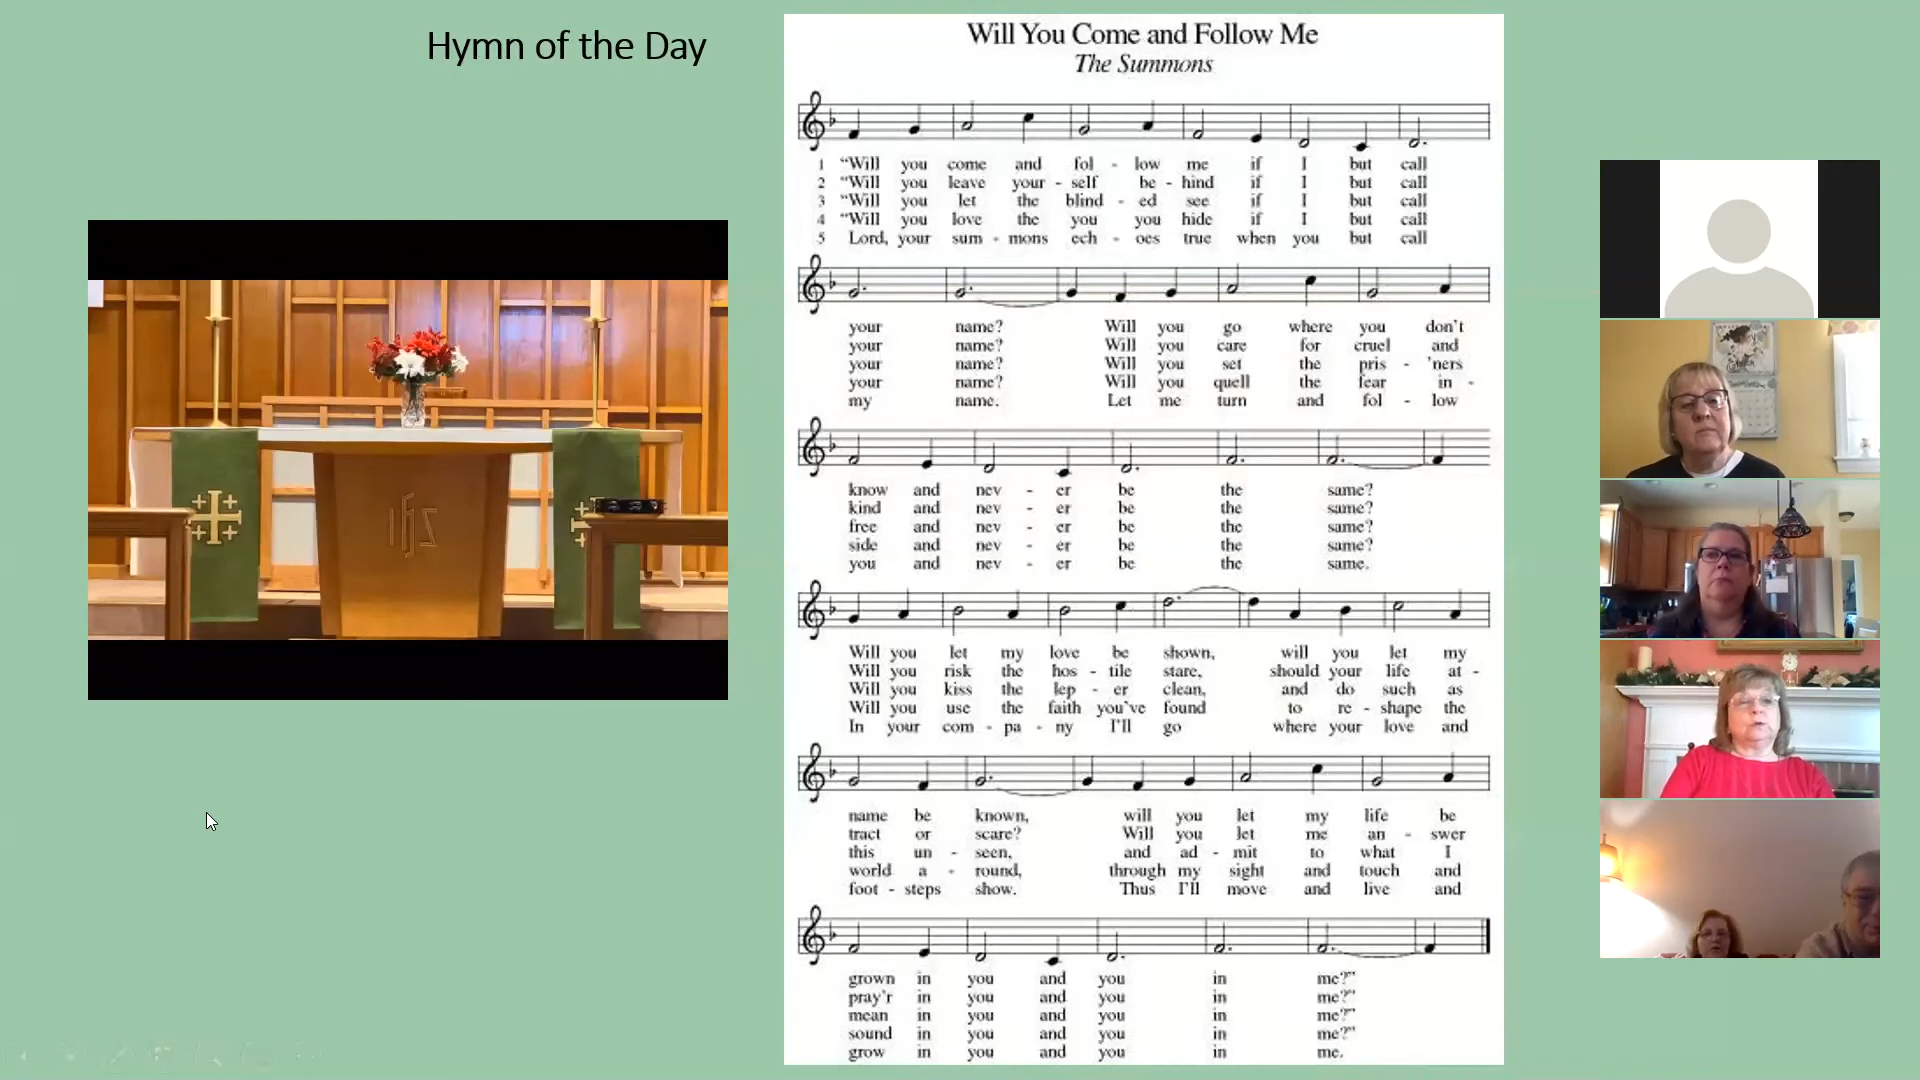 Hymn of the Day
Will You Come and Follow Me
The Summons
1 “Will you come and fol - low me if I but call
2 “Will you leave your - self be - hind if I but call
3 “Will you let the blind - ed see if I but call
4 “Will you love the you you hide if I but call
5 Lord, your sum - mons ech - oes true when you but call
your name? Will you go where you don't
your name? Will you care for cruel and
your name? Will you set the pris - 'ners
your name? Will you quell the fear in -
my name. Let me turn and fol - low
know and nev - er be the same?
kind and nev - er be the same?
free and nev - er be the same?
side and nev - er be the same?
you and nev - er be the same.
Will you let my love be shown, will you let my
Will you risk the hos - tile stare, should your life at -
Will you kiss the lep - er clean, and do such as
Will you use the faith you've found to re - shape the
In your com - pa - ny I'll go where your love and
name be known, will you let my life be
tract or scare? Will you let me an - swer
this un - seen, and ad - mit to what I
world a - round, through my sight and touch and
foot - steps show. Thus I'll move and live and
grown in you and you in me?”
pray'r in you and you in me?”
mean in you and you in me?”
sound in you and you in me?”
grow in you and you in me.
IHS